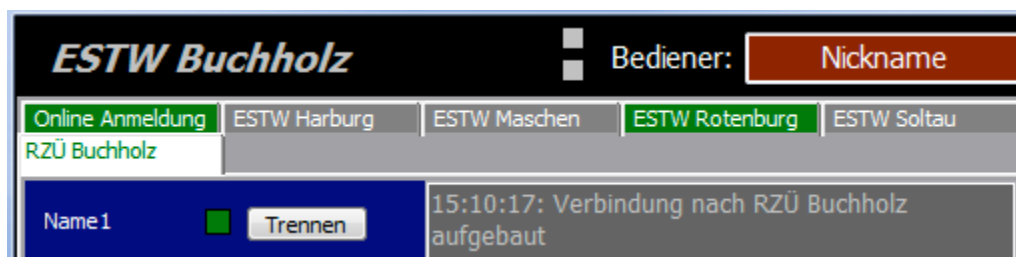 ESTW Buchholz Bediener: Nickname
Online Anmeldung ESTW Harburg ESTW Maschen ESTW Rotenburg ESTW Soltau
RZÜ Buchholz
Name1 Trennen 15:10:17: Verbindung nach RZÜ Buchholz
aufgebaut